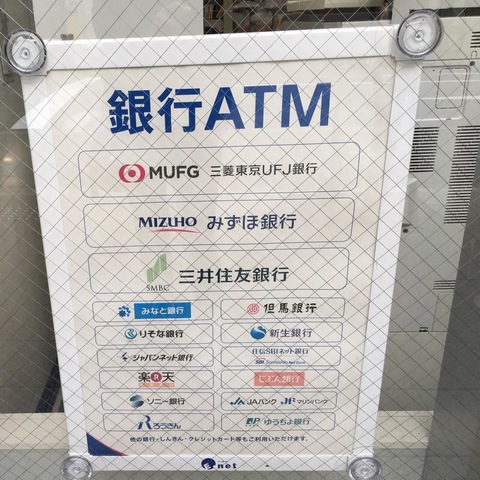 銀行ATM
MUFG 三菱東京UFJ銀行
MIZUHO みずほ銀行
SMBC 三井住友銀行
みなと銀行 但馬銀行
りそな銀行 新生銀行
ジャパンネット銀行 住信SBIネット銀行
楽天 じぶん銀行
ソニー銀行 JAバンク JFマリンバンク
ろうきん ゆうちょ銀行
他の銀行・しんきん・クレジットカード等もご利用いただけます。
e net